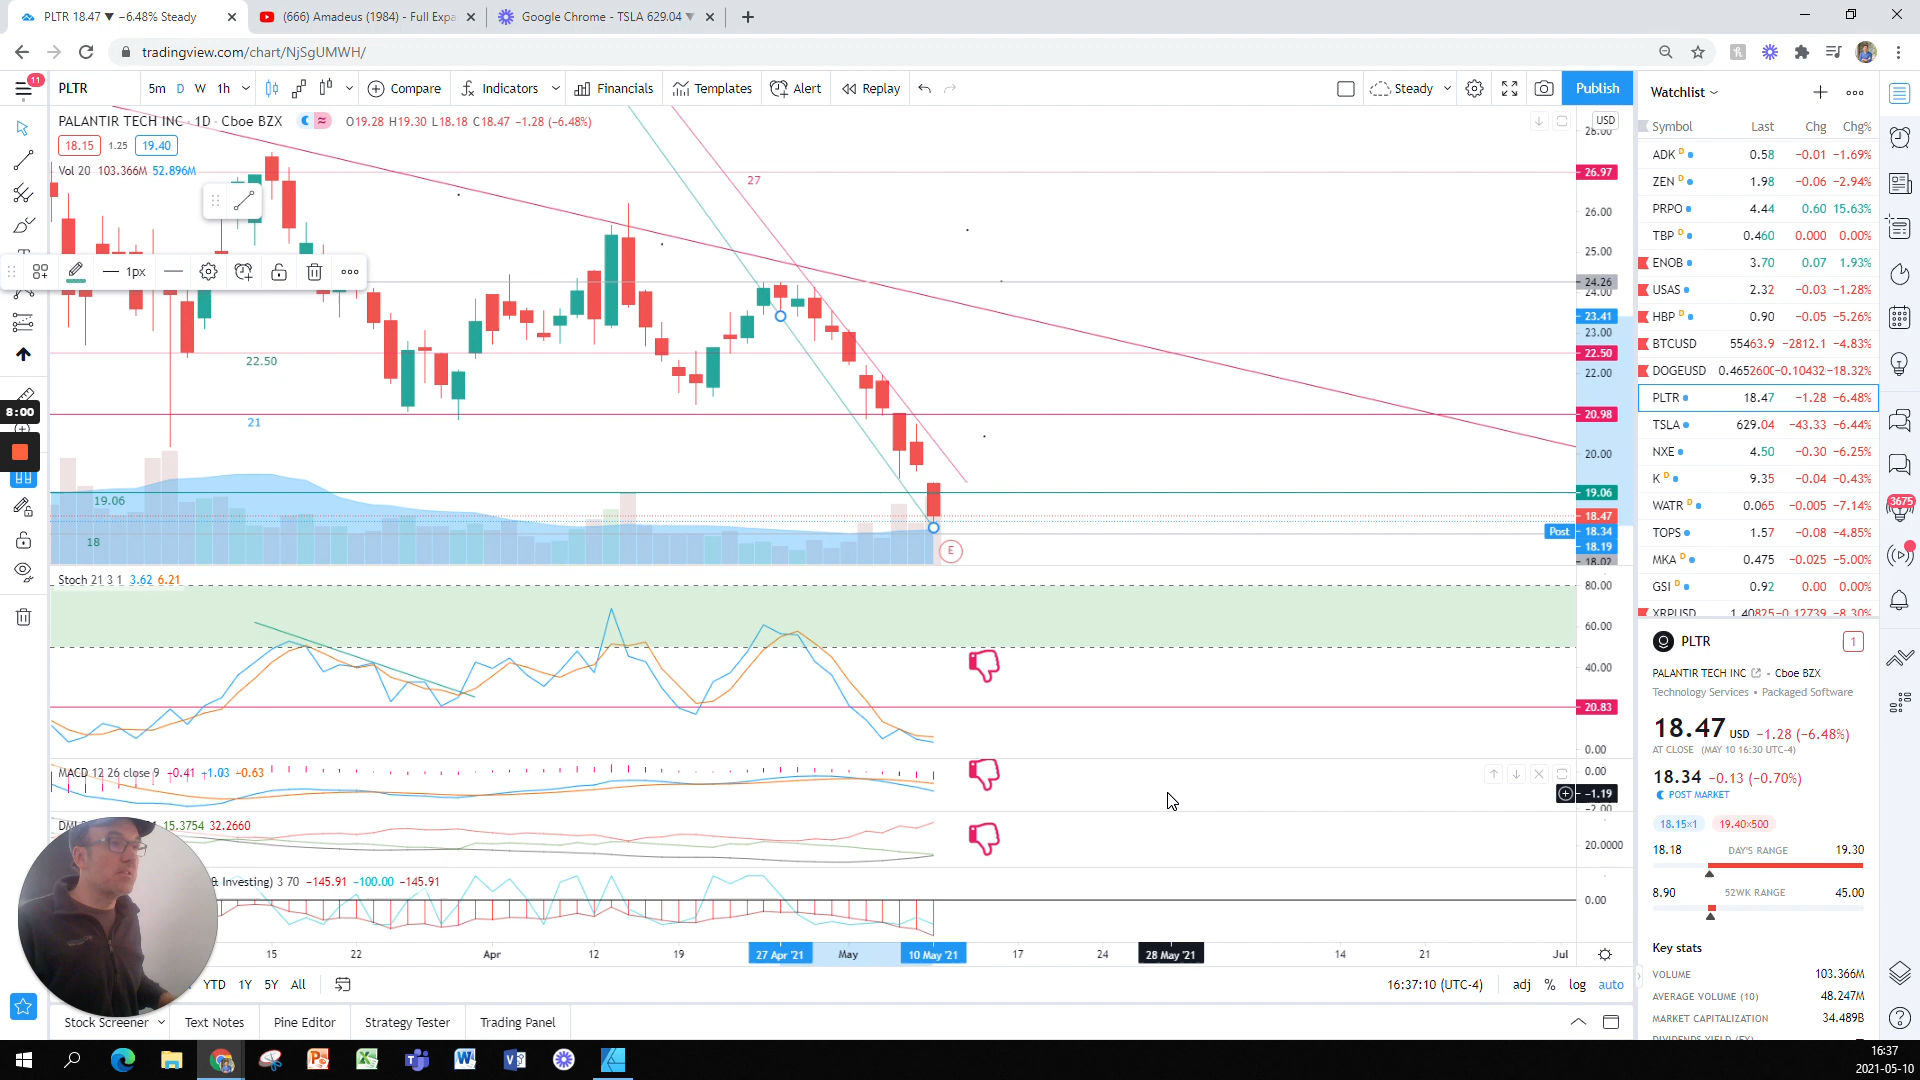 PLTR 18.47 ▼ −6.48% Steady
(666) Amadeus (1984) - Full Expa
Google Chrome - TSLA 629.04 ▼
tradingview.com/chart/NjSgUMWH/
11
PLTR 5m D W 1h Compare Indicators Financials Templates Alert Replay Steady Publish
PALANTIR TECH INC · 1D · Cboe BZX O19.28 H19.30 L18.18 C18.47 −1.28 (−6.48%)
18.15 1.25 19.40
Vol 20 103.366M 52.896M
1px
27
22.50
21
19.06
18
E
8:00
USD
28.00
26.97
26.00
25.00
24.26
24.00
23.41
23.00
22.50
22.00
20.98
20.00
19.06
18.47
Post 18.34
18.19
18.02
Stoch 21 3 1 3.62 6.21
80.00
60.00
40.00
20.83
0.00
MACD 12 26 close 9 −0.41 −1.03 −0.63
0.00
−1.19
−2.00
15.3754 32.2660
20.0000
& Investing) 3 70 −145.91 −100.00 −145.91
0.00
15 22 Apr 12 19 27 Apr '21 May 10 May '21 17 24 28 May '21 14 21 Jul
YTD 1Y 5Y All
16:37:10 (UTC-4) adj % log auto
Stock Screener Text Notes Pine Editor Strategy Tester Trading Panel
Watchlist
Symbol Last Chg Chg%
ADK D 0.58 −0.01 −1.69%
ZEN D 1.98 −0.06 −2.94%
PRPO 4.44 0.60 15.63%
TBP D 0.460 0.000 0.00%
ENOB 3.70 0.07 1.93%
USAS 2.32 −0.03 −1.28%
HBP D 0.90 −0.05 −5.26%
BTCUSD 55463.9 −2812.1 −4.83%
DOGEUSD 0.465260C−0.10432 −18.32%
PLTR 18.47 −1.28 −6.48%
TSLA 629.04 −43.33 −6.44%
NXE 4.50 −0.30 −6.25%
K D 9.35 −0.04 −0.43%
WATR D 0.065 −0.005 −7.14%
TOPS 1.57 −0.08 −4.85%
MKA D 0.475 −0.025 −5.00%
GSI D 0.92 0.00 0.00%
XRPUSD 1.40825−0.12739 −8.30%
3675
PLTR 1
PALANTIR TECH INC - Cboe BZX
Technology Services • Packaged Software
18.47 USD −1.28 (−6.48%)
AT CLOSE (MAY 10 16:30 UTC-4)
18.34 −0.13 (−0.70%)
POST MARKET
18.15×1 19.40×500
18.18 DAY'S RANGE 19.30
8.90 52WK RANGE 45.00
Key stats
VOLUME 103.366M
AVERAGE VOLUME (10) 48.247M
MARKET CAPITALIZATION 34.489B
16:37
2021-05-10